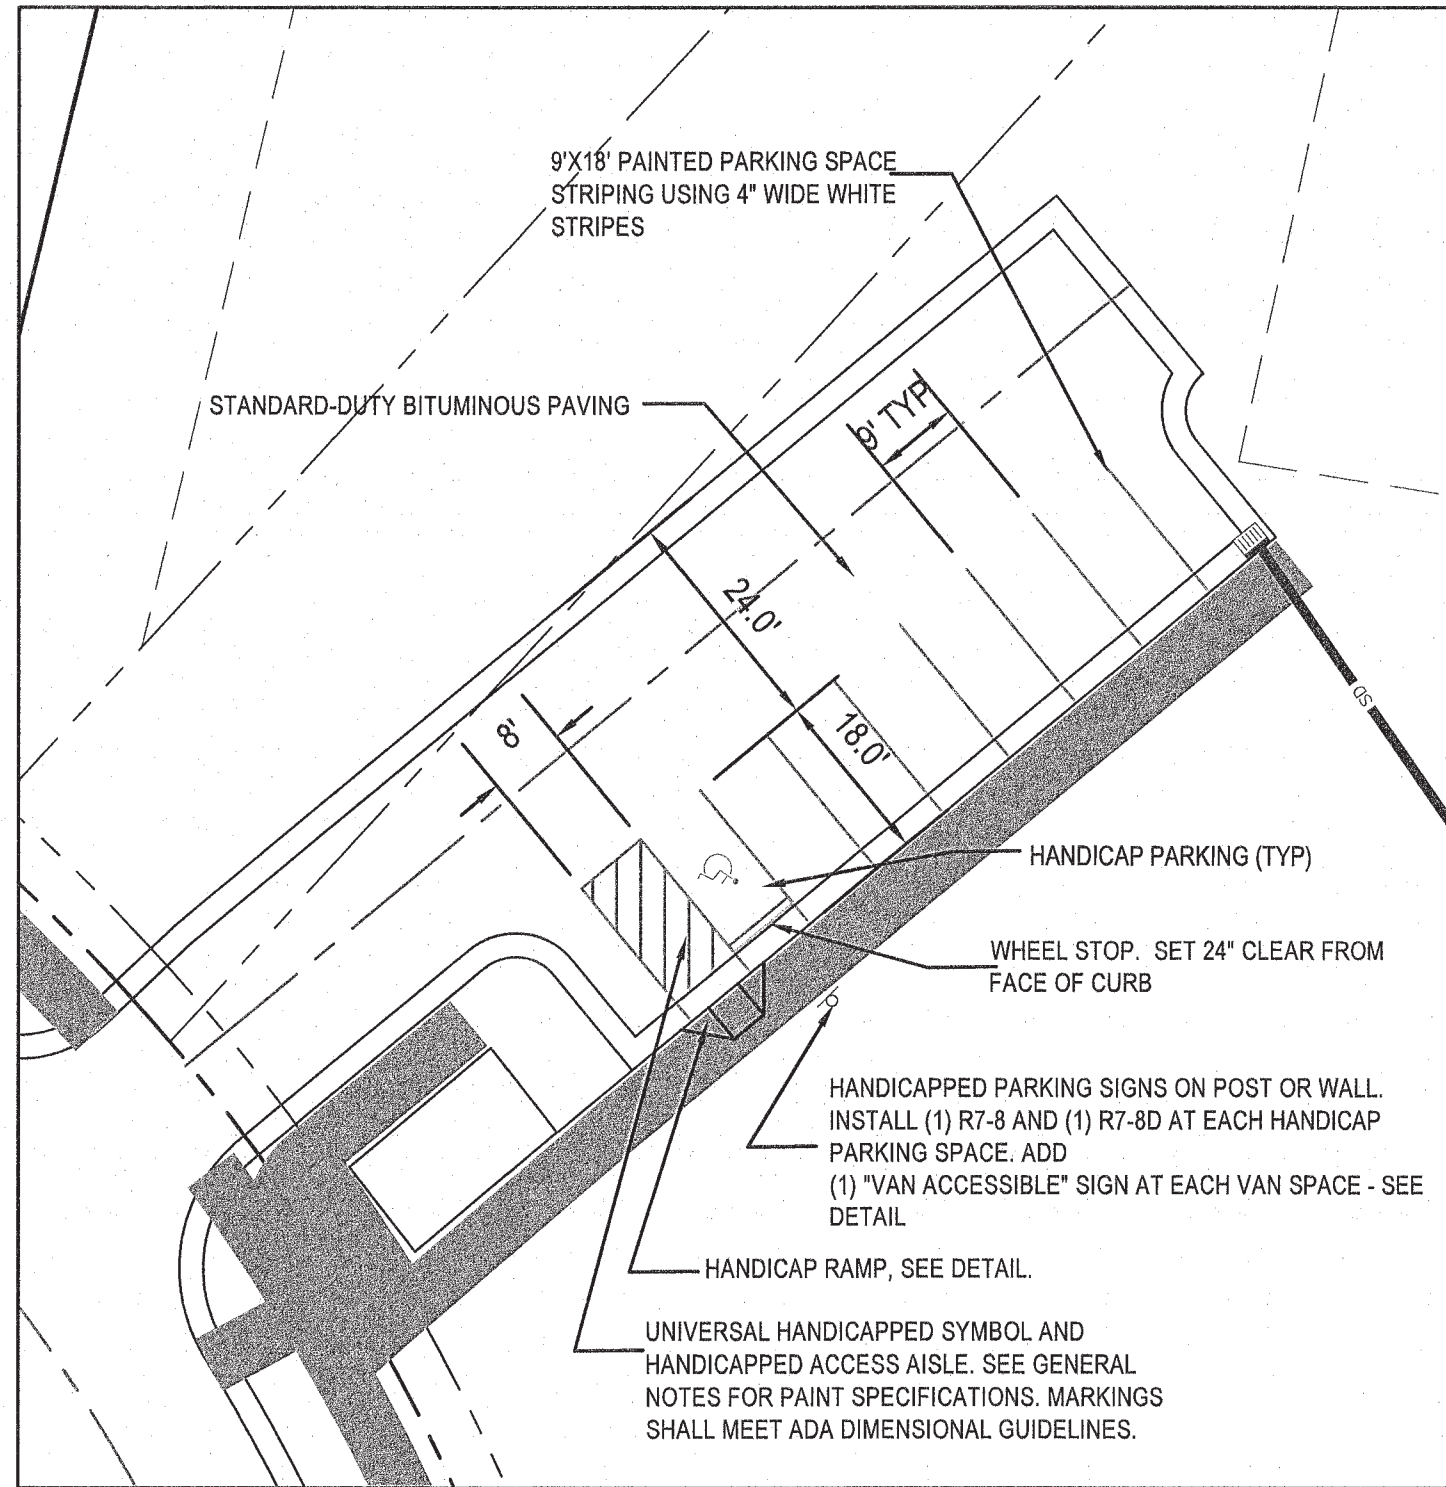 9'X18' PAINTED PARKING SPACE
STRIPING USING 4" WIDE WHITE
STRIPES
STANDARD-DUTY BITUMINOUS PAVING
9' TYP
24.0'
8'
18.0'
SD
HANDICAP PARKING (TYP)
WHEEL STOP. SET 24" CLEAR FROM
FACE OF CURB
HANDICAPPED PARKING SIGNS ON POST OR WALL.
INSTALL (1) R7-8 AND (1) R7-8D AT EACH HANDICAP
PARKING SPACE. ADD
(1) "VAN ACCESSIBLE" SIGN AT EACH VAN SPACE - SEE
DETAIL
HANDICAP RAMP, SEE DETAIL.
UNIVERSAL HANDICAPPED SYMBOL AND
HANDICAPPED ACCESS AISLE. SEE GENERAL
NOTES FOR PAINT SPECIFICATIONS. MARKINGS
SHALL MEET ADA DIMENSIONAL GUIDELINES.